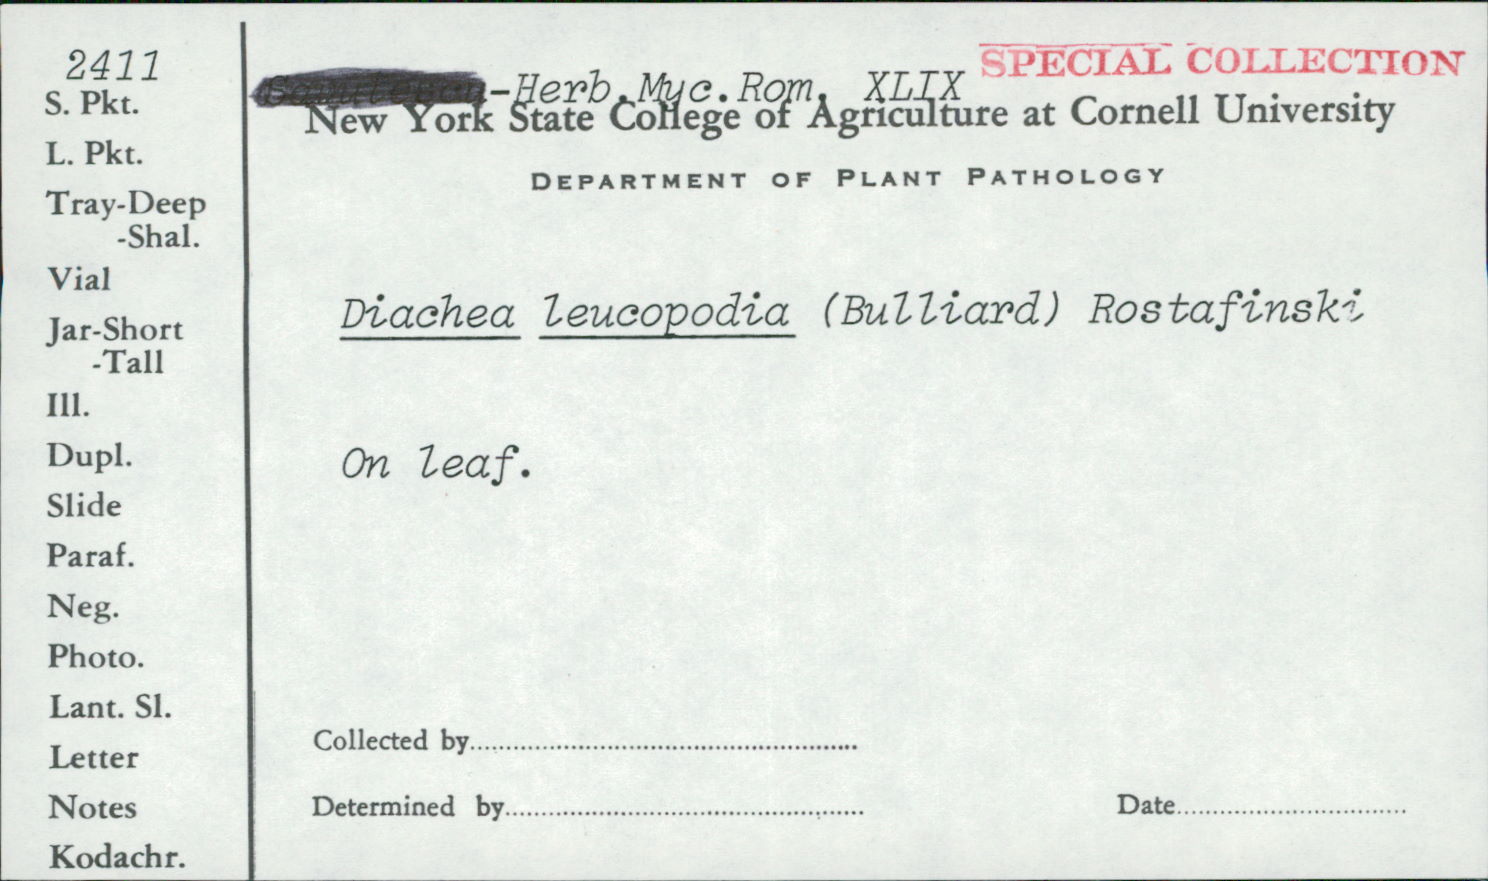 2411
S. Pkt.
L. Pkt.
Tray-Deep
-Shal.
Vial
Jar-Short
-Tall
Ill.
Dupl.
Slide
Paraf.
Neg.
Photo.
Lant. Sl.
Letter
Notes
Kodachr.
SPECIAL COLLECTION
-Herb.Myc.Rom. XLIX
New York State College of Agriculture at Cornell University
DEPARTMENT OF PLANT PATHOLOGY
Diachea leucopodia (Bulliard) Rostafinski
On leaf.
Collected by
Determined by
Date